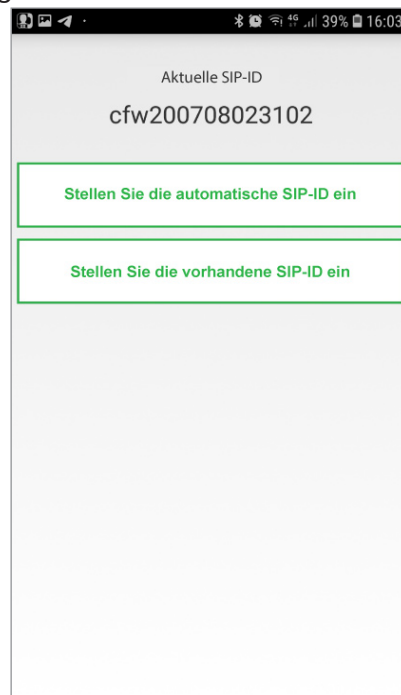 4G 39% 16:03
Aktuelle SIP-ID
cfw200708023102
Stellen Sie die automatische SIP-ID ein
Stellen Sie die vorhandene SIP-ID ein